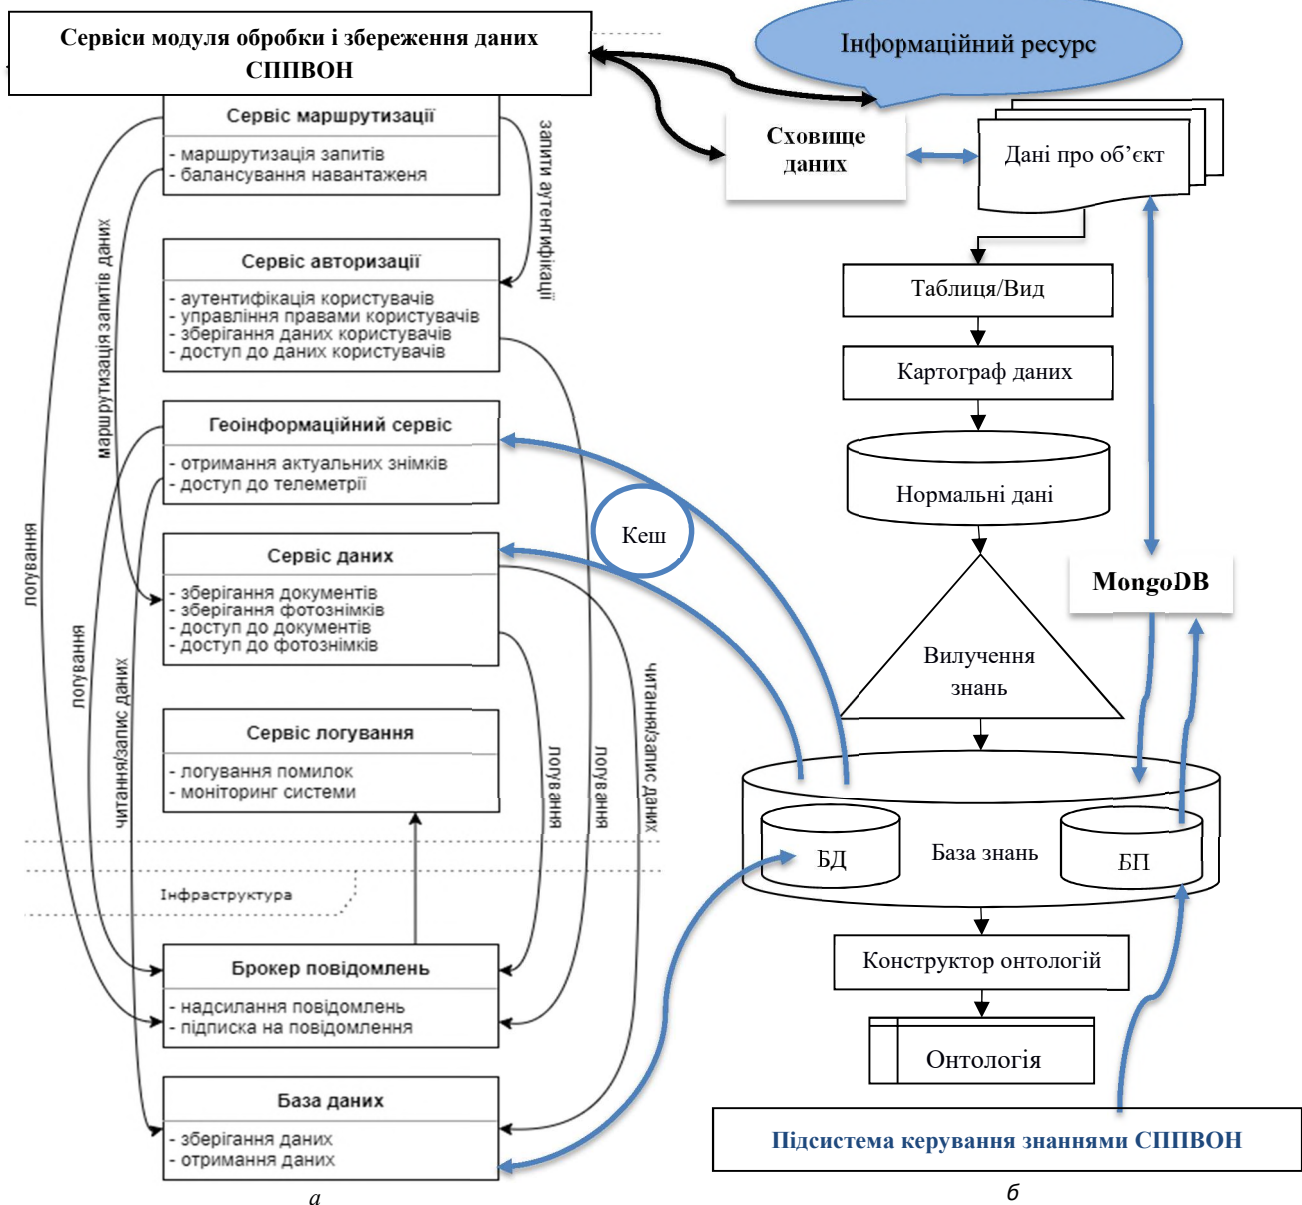 Сервіси модуля обробки і збереження даних
СППВОН
Сервіс маршрутизації
- маршрутизація запитів
- балансування навантаженя
запити аутентифікації
Сервіс авторизації
- аутентифікація користувачів
- управління правами користувачів
- зберігання даних користувачів
- доступ до даних користувачів
маршрутизація запитів даних
Геоінформаційний сервіс
- отримання актуальних знімків
- доступ до телеметрії
логування
Сервіс даних
- зберігання документів
- зберігання фотознімків
- доступ до документів
- доступ до фотознімків
логування
читання/запис даних
Сервіс логування
- логування помилок
- моніторинг системи
логування
логування
читання/запис даних
Інфраструктура
Брокер повідомлень
- надсилання повідомлень
- підписка на повідомлення
База даних
- зберігання даних
- отримання даних
а
Кеш
Інформаційний ресурс
Сховище
даних
Дані про об’єкт
Таблиця/Вид
Картограф даних
Нормальні дані
MongoDB
Вилучення
знань
БД
База знань
БП
Конструктор онтологій
Онтологія
Підсистема керування знаннями СППВОН
б